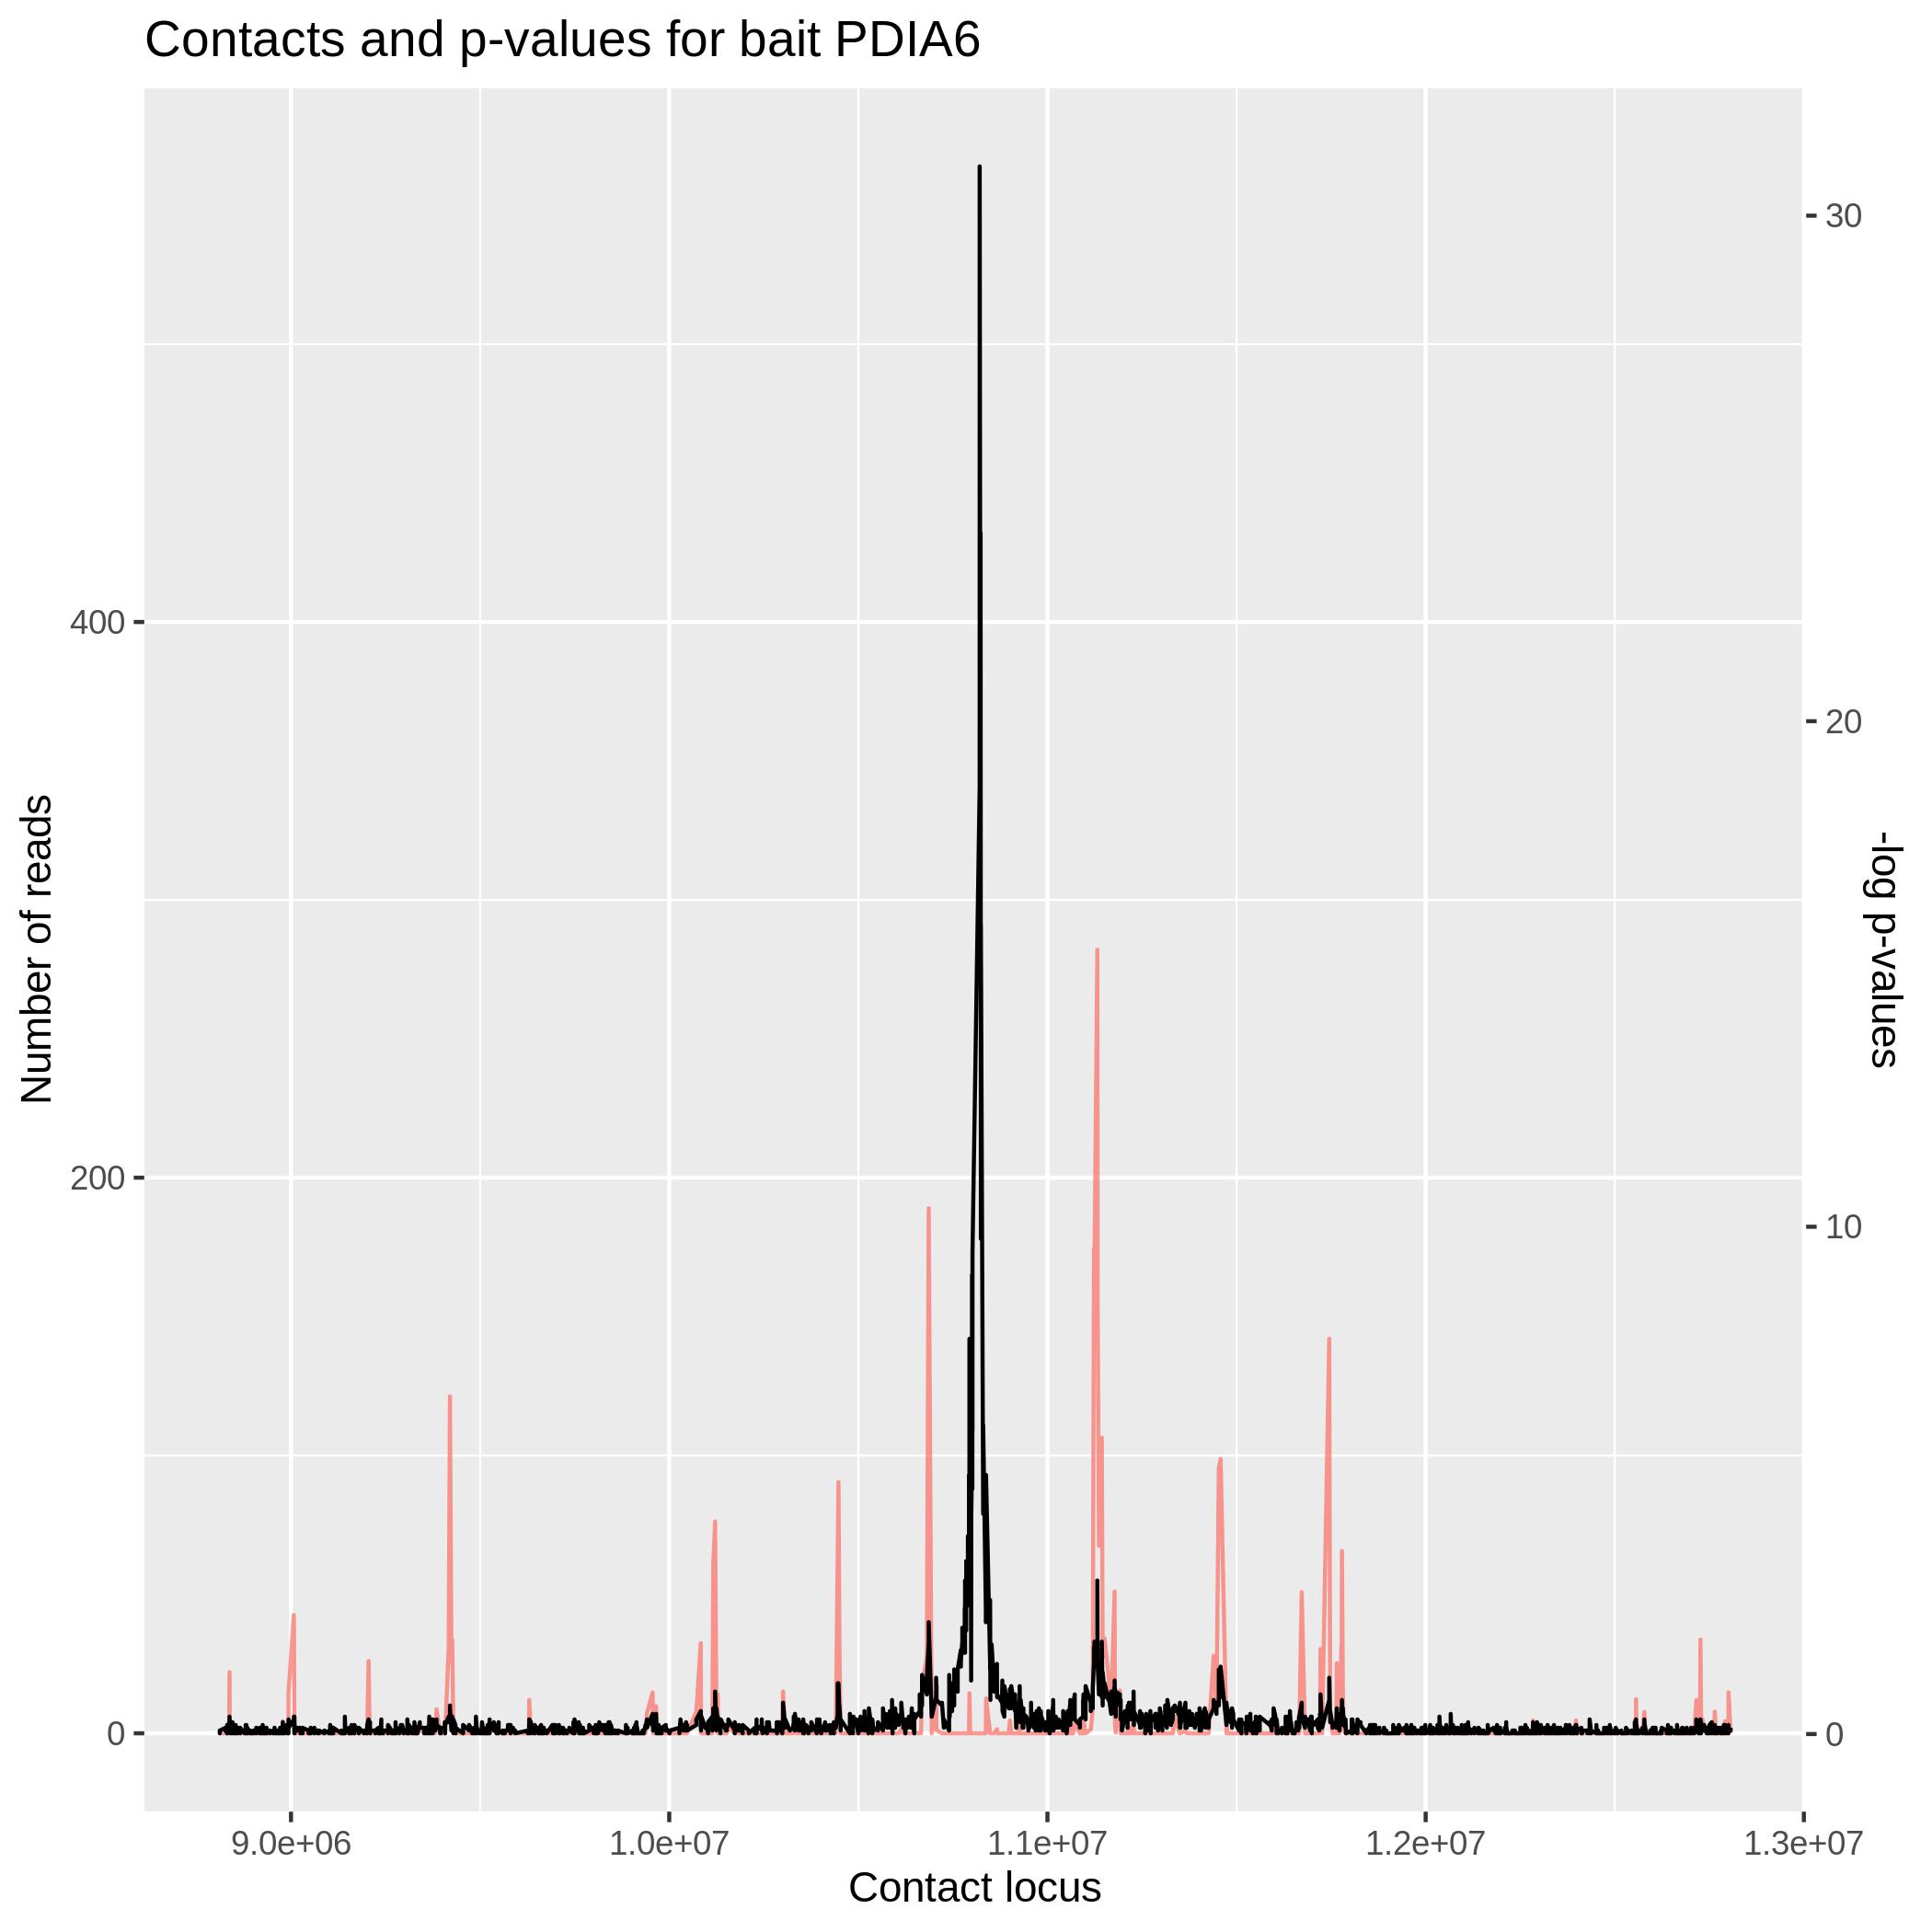 Contacts and p-values for bait PDIA6
Number of reads
400
200
0
30
20
10
0
-log p-values
9.0e+06
1.0e+07
1.1e+07
1.2e+07
1.3e+07
Contact locus